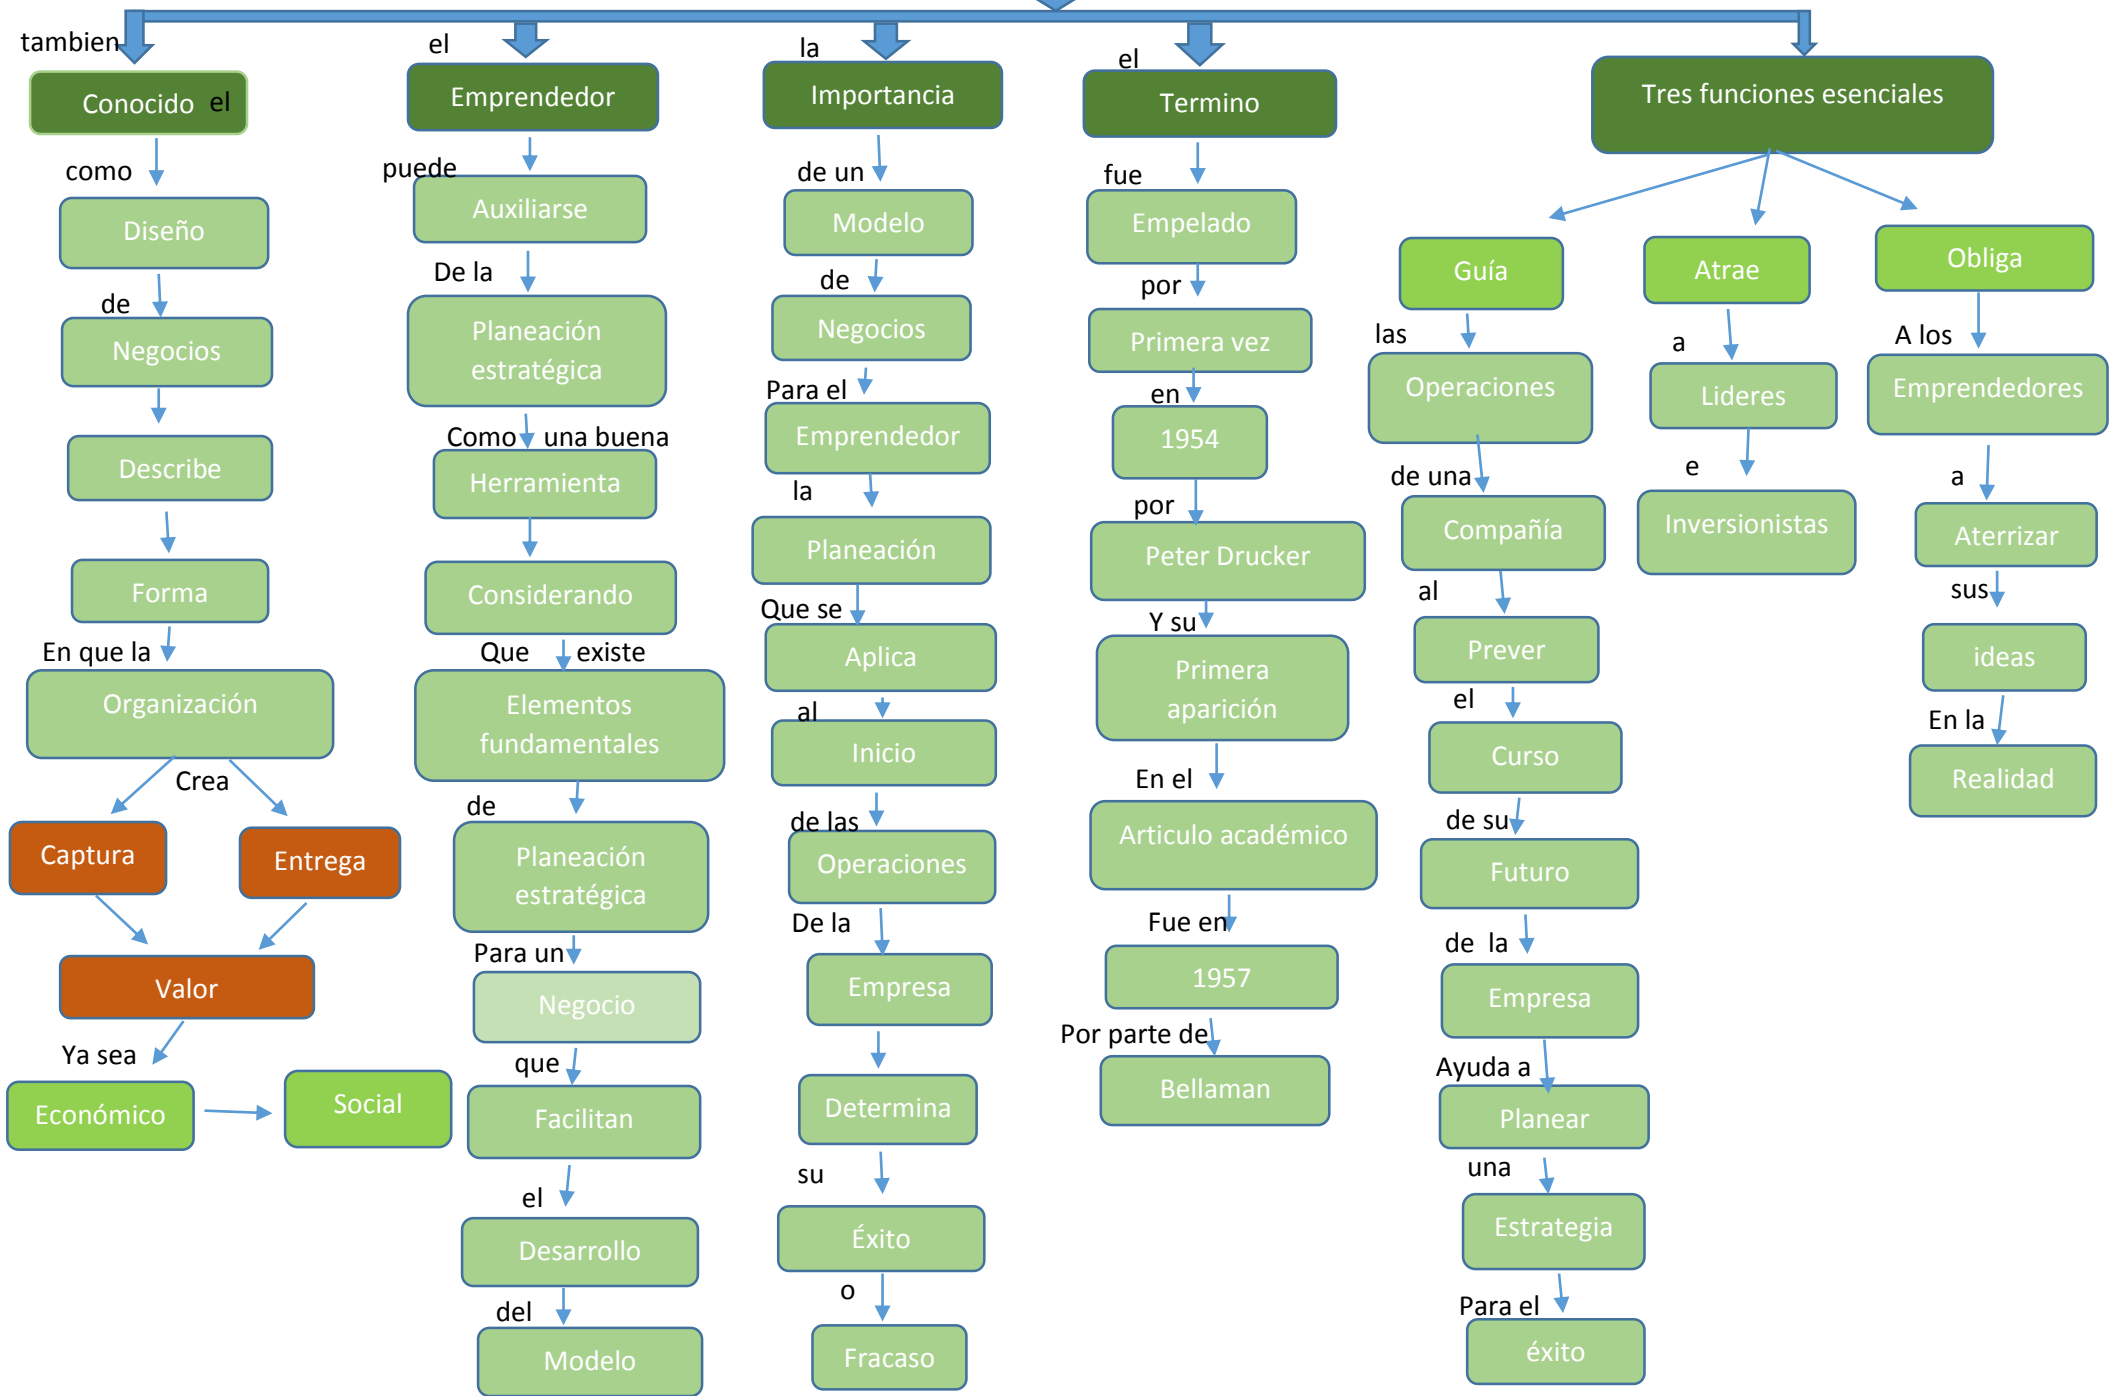 tambien
Conocido el
como
Diseño
de
Negocios
Describe
Forma
En que la
Organización
Crea
Captura
Entrega
Valor
Ya sea
Económico
Social
el
Emprendedor
puede
Auxiliarse
De la
Planeación
estratégica
Como una buena
Herramienta
Considerando
Que existe
Elementos
fundamentales
de
Planeación
estratégica
Para un
Negocio
que
Facilitan
el
Desarrollo
del
Modelo
la
Importancia
de un
Modelo
de
Negocios
Para el
Emprendedor
la
Planeación
Que se
Aplica
al
Inicio
de las
Operaciones
De la
Empresa
Determina
su
Éxito
o
Fracaso
el
Termino
fue
Empelado
por
Primera vez
en
1954
por
Peter Drucker
Y su
Primera
aparición
En el
Articulo académico
Fue en
1957
Por parte de
Bellaman
Tres funciones esenciales
Guía
las
Operaciones
de una
Compañía
al
Prever
el
Curso
de su
Futuro
de la
Empresa
Ayuda a
Planear
una
Estrategia
Para el
éxito
Atrae
a
Lideres
e
Inversionistas
Obliga
A los
Emprendedores
a
Aterrizar
sus
ideas
En la
Realidad